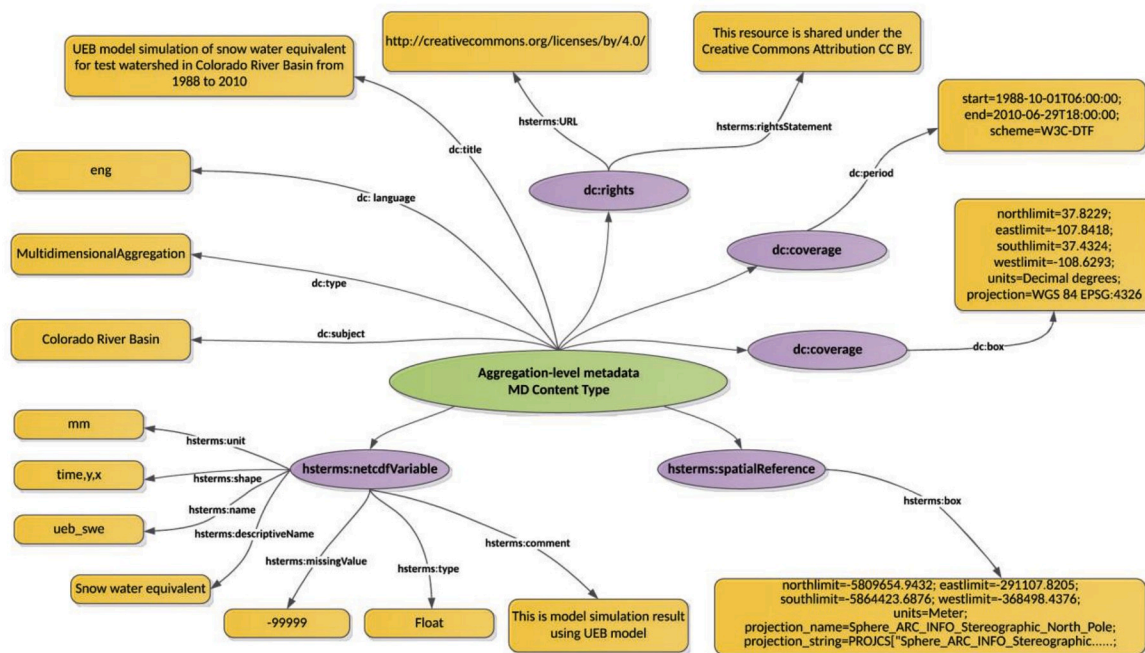 UEB model simulation of snow water equivalent
for test watershed in Colorado River Basin from
1988 to 2010
http://creativecommons.org/licenses/by/4.0/
This resource is shared under the
Creative Commons Attribution CC BY.
start=1988-10-01T06:00:00;
end=2010-06-29T18:00:00;
scheme=W3C-DTF
hsterms:URL
hsterms:rightsStatement
dc:title
dc:period
eng
dc: language
dc:rights
northlimit=37.8229;
eastlimit=-107.8418;
southlimit=37.4324;
westlimit=-108.6293;
units=Decimal degrees;
projection=WGS 84 EPSG:4326
MultidimensionalAggregation
dc:type
dc:coverage
Colorado River Basin
dc:subject
dc:coverage
dc:box
Aggregation-level metadata
MD Content Type
mm
hsterms:unit
time,y,x
hsterms:shape
hsterms:netcdfVariable
hsterms:spatialReference
hsterms:name
ueb_swe
hsterms:descriptiveName
hsterms:box
hsterms:missingValue
hsterms:type
hsterms:comment
Snow water equivalent
-99999
Float
This is model simulation result
using UEB model
northlimit=-5809654.9432; eastlimit=-291107.8205;
southlimit=-5864423.6876; westlimit=-368498.4376;
units=Meter;
projection_name=Sphere_ARC_INFO_Stereographic_North_Pole;
projection_string=PROJCS["Sphere_ARC_INFO_Stereographic......;